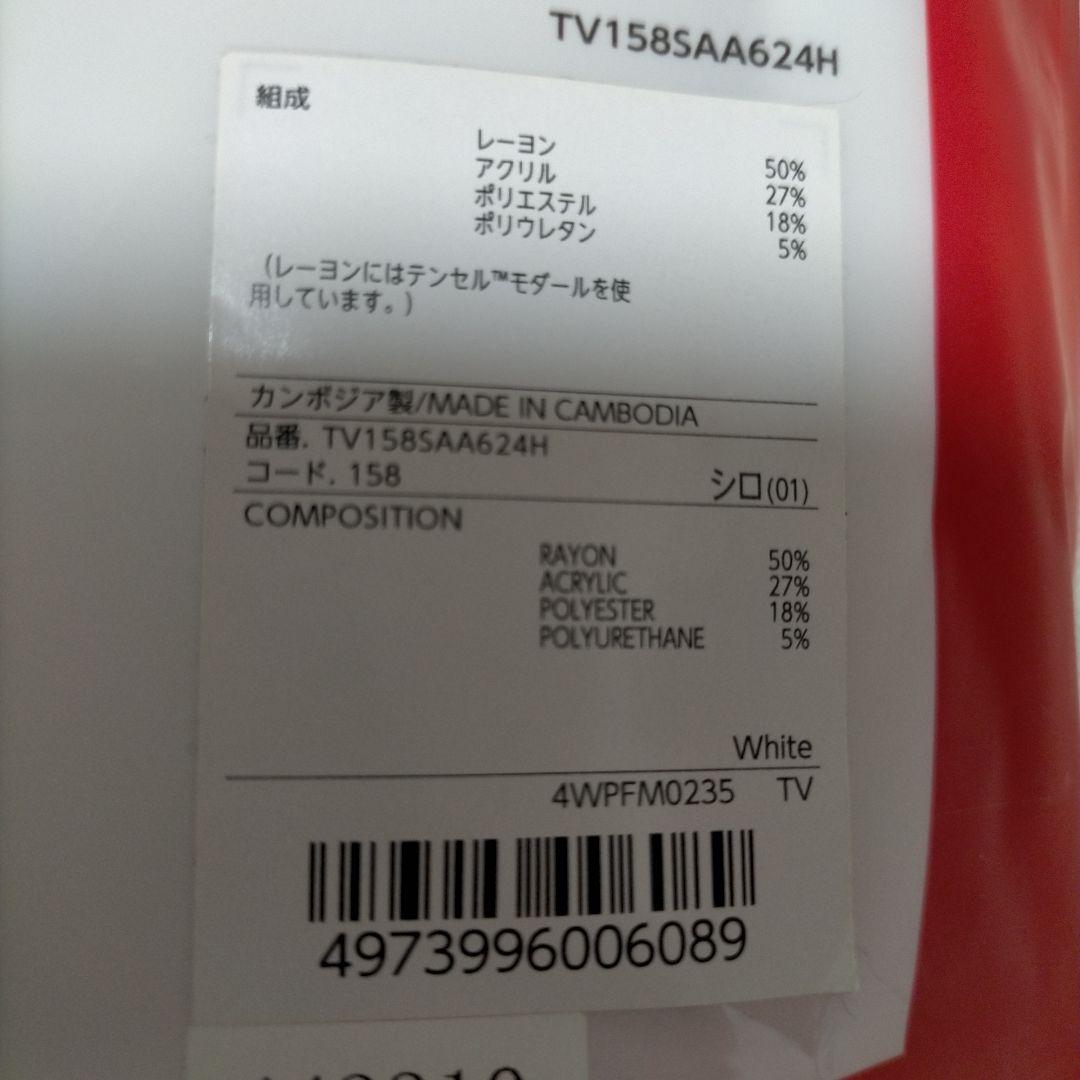 TV158SAA624H
組成
レーヨン 50%
アクリル 27%
ポリエステル 18%
ポリウレタン 5%
(レーヨンにはテンセル™モダールを使
用しています。)
カンボジア製/MADE IN CAMBODIA
品番. TV158SAA624H
コード. 158 シロ(01)
COMPOSITION
RAYON 50%
ACRYLIC 27%
POLYESTER 18%
POLYURETHANE 5%
White
4WPFM0235 TV
4973996006089